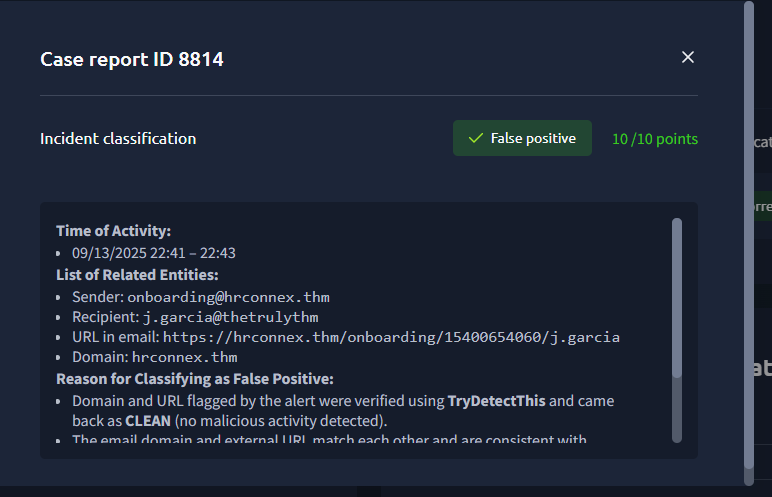 Case report ID 8814
Incident classification
False positive
10 /10 points
Time of Activity:
09/13/2025 22:41 – 22:43
List of Related Entities:
Sender: onboarding@hrconnex.thm
Recipient: j.garcia@thetrulythm
URL in email: https://hrconnex.thm/onboarding/15400654060/j.garcia
Domain: hrconnex.thm
Reason for Classifying as False Positive:
Domain and URL flagged by the alert were verified using TryDetectThis and came
back as CLEAN (no malicious activity detected).
The email domain and external URL match each other and are consistent with